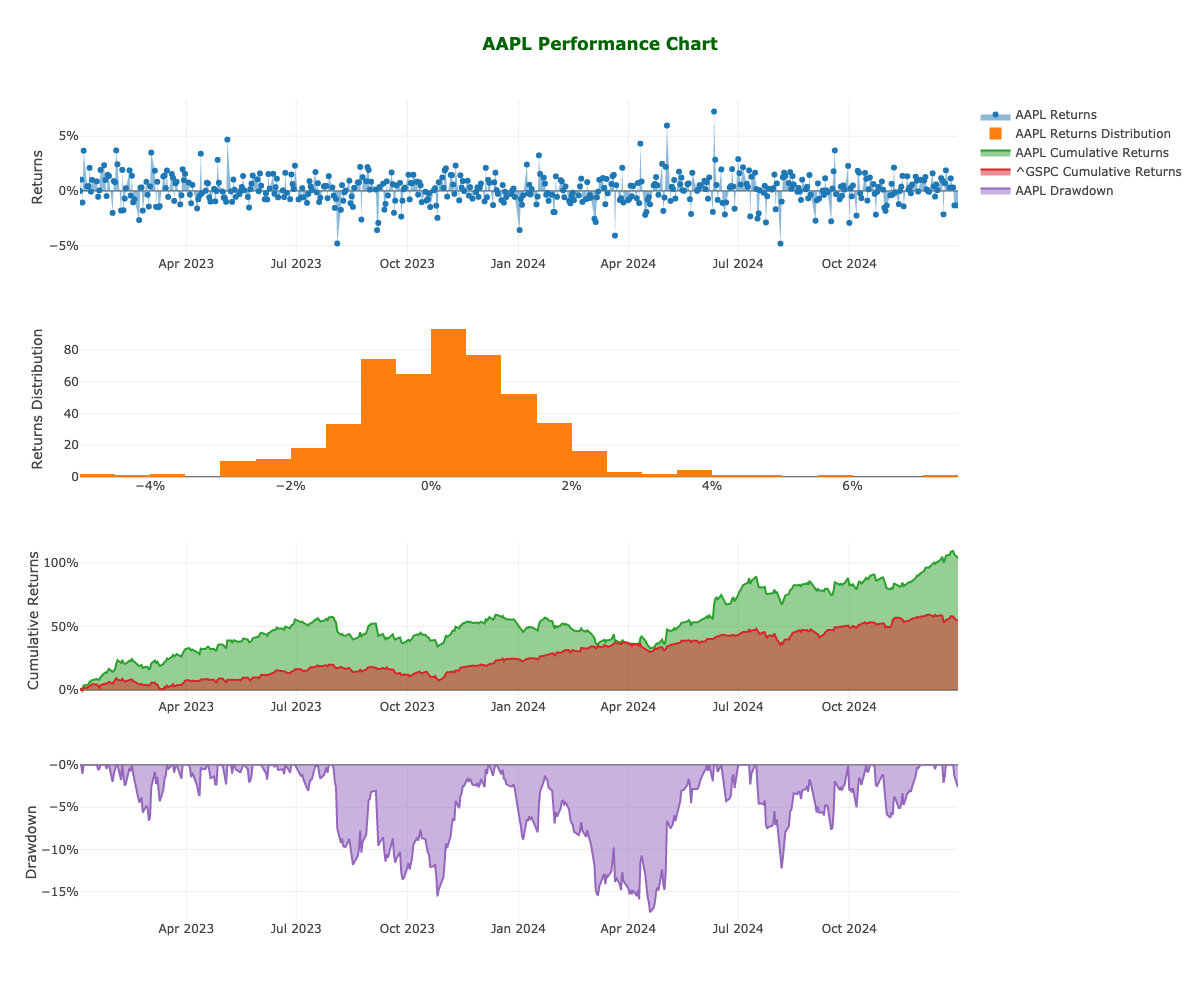 AAPL Performance Chart
AAPL Returns
AAPL Returns Distribution
AAPL Cumulative Returns
^GSPC Cumulative Returns
AAPL Drawdown
Returns
5%
0%
−5%
Apr 2023 Jul 2023 Oct 2023 Jan 2024 Apr 2024 Jul 2024 Oct 2024
Returns Distribution
80
60
40
20
0
−4% −2% 0% 2% 4% 6%
Cumulative Returns
100%
50%
0%
Apr 2023 Jul 2023 Oct 2023 Jan 2024 Apr 2024 Jul 2024 Oct 2024
Drawdown
−0%
−5%
−10%
−15%
Apr 2023 Jul 2023 Oct 2023 Jan 2024 Apr 2024 Jul 2024 Oct 2024